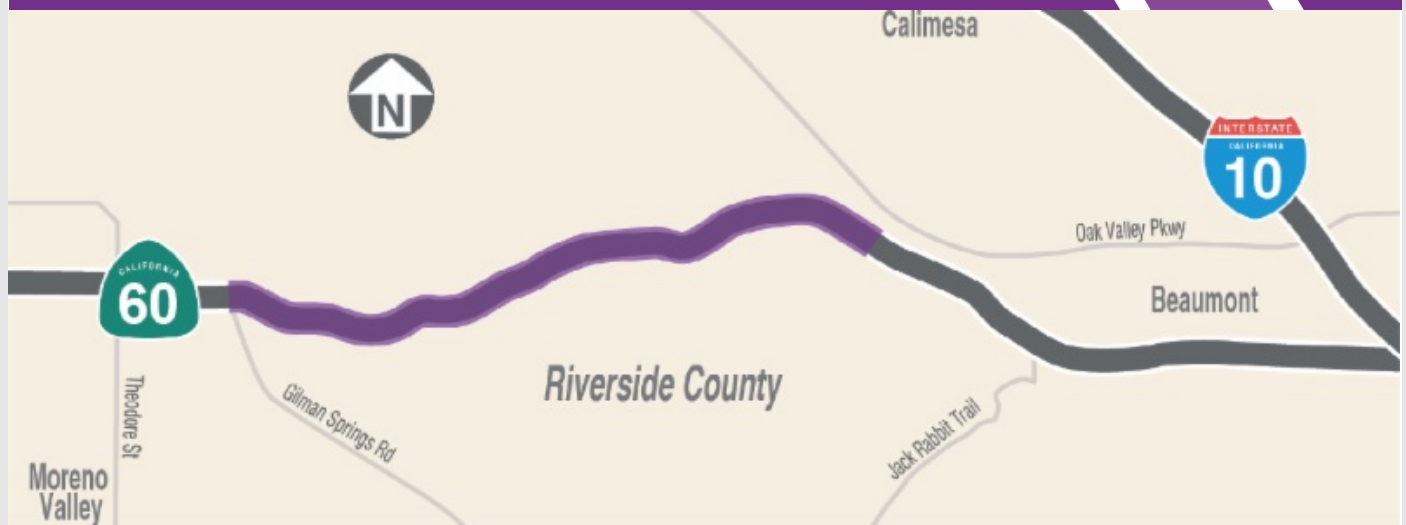 Calimesa
N
INTERSTATE
CALIFORNIA
10
Oak Valley Pkwy
CALIFORNIA
60
Beaumont
Riverside County
Theodore St
Gilman Springs Rd
Jack Rabbit Trail
Moreno
Valley